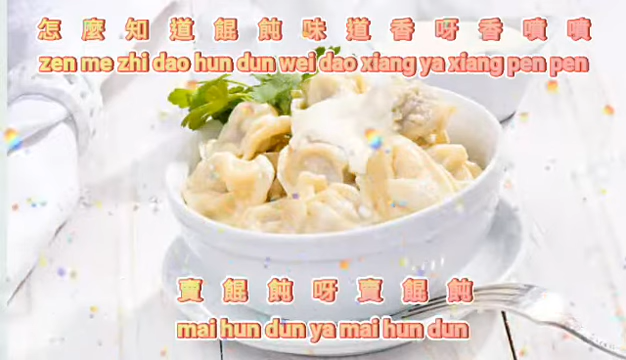 怎麼知道餛飩味道香呀香噴噴
zen me zhi dao hun dun wei dao xiang ya xiang pen pen
賣餛飩呀賣餛飩
mai hun dun ya mai hun dun